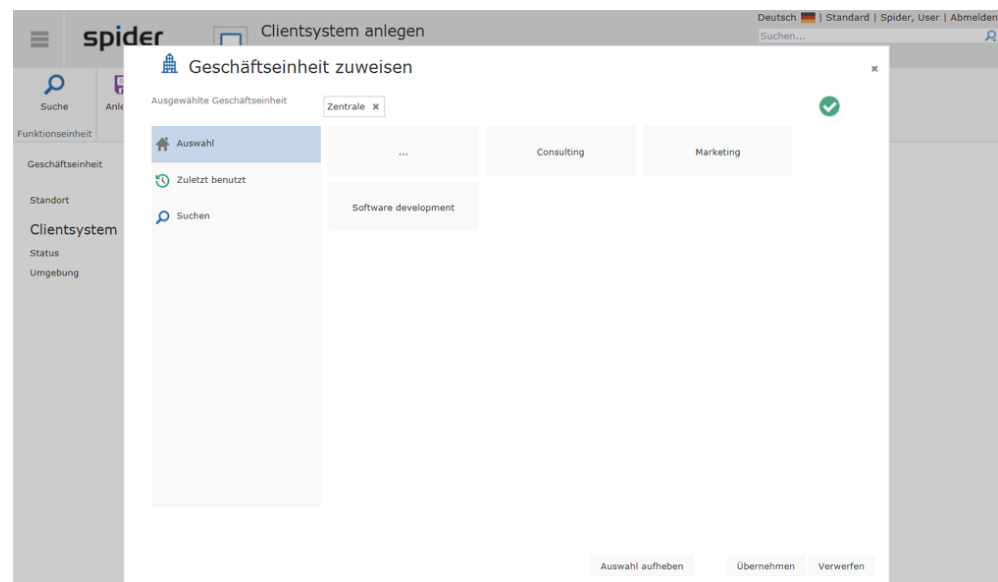 Deutsch | Standard | Spider, User | Abmelden
spider
Clientsystem anlegen
Suchen...
Geschäftseinheit zuweisen
Suche
Ausgewählte Geschäftseinheit
Zentrale
Funktionseinheit
Auswahl
...
Consulting
Marketing
Geschäftseinheit
Zuletzt benutzt
Standort
Software development
Suchen
Clientsystem
Status
Umgebung
Auswahl aufheben
Übernehmen
Verwerfen